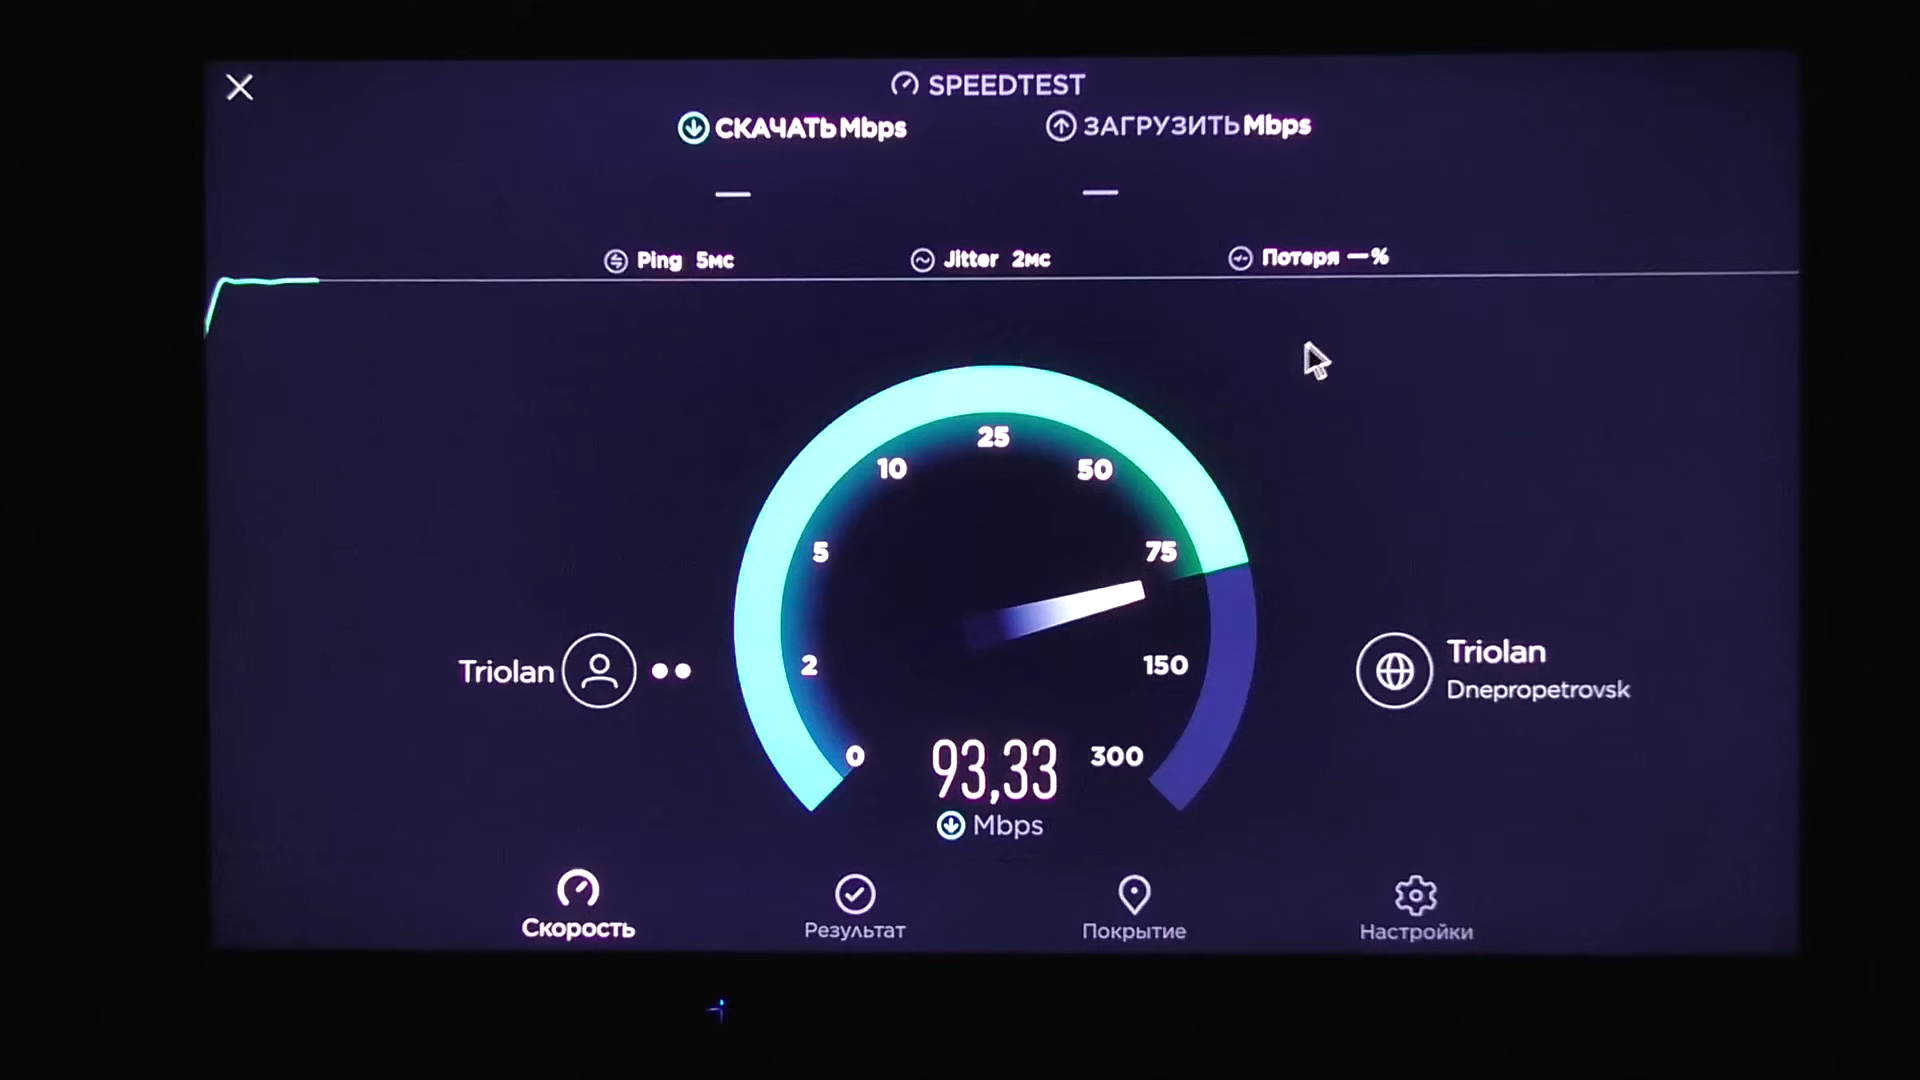 SPEEDTEST
СКАЧАТЬ Mbps
ЗАГРУЗИТЬ Mbps
—
—
Ping 5мс
Jitter 2мс
Потеря —%
0
2
5
10
25
50
75
150
300
93,33
Mbps
Triolan
Triolan
Dnepropetrovsk
Скорость
Результат
Покрытие
Настройки